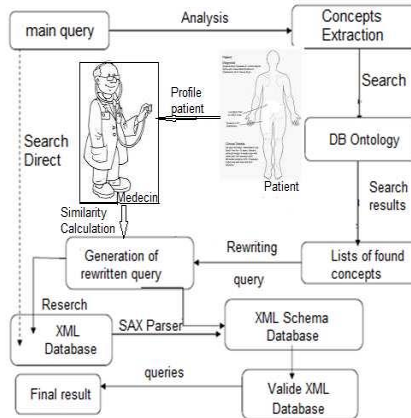 main query
Analysis
Concepts
Extraction
Search
Direct
Profile
patient
Search
DB Ontology
Patient
Medecin
Similarity
Calculation
Search
results
Generation of
rewritten query
Rewriting
query
Lists of found
concepts
Reserch
XML
Database
SAX Parser
XML Schema
Database
queries
Final result
Valide XML
Database